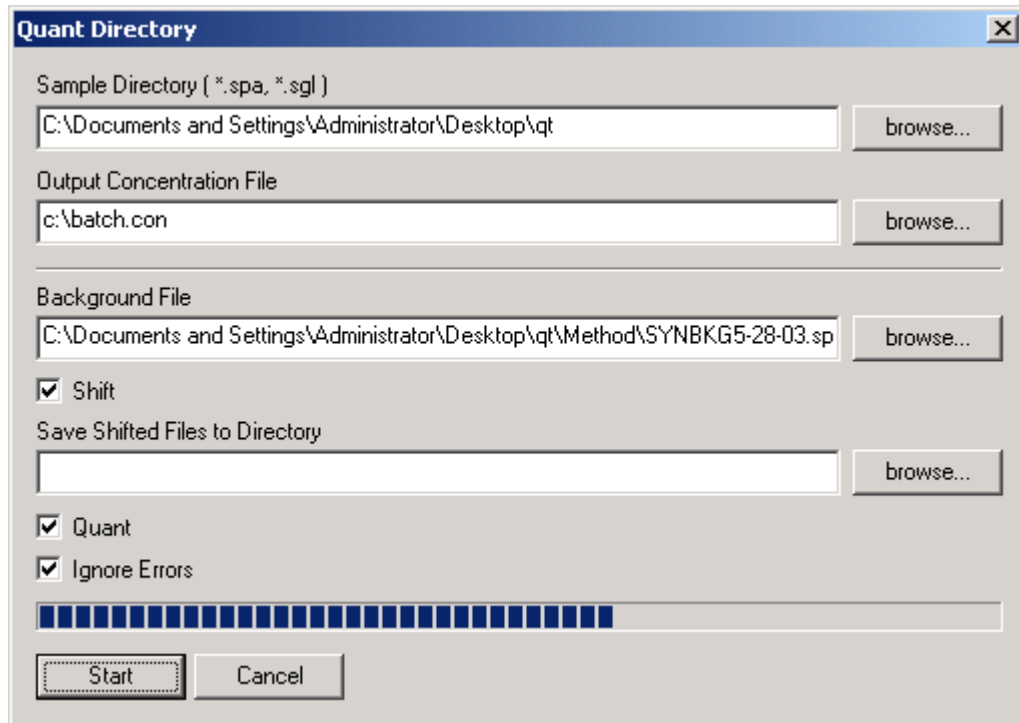 Quant Directory
Sample Directory ( *.spa, *.sgl )
C:\Documents and Settings\Administrator\Desktop\qt
browse...
Output Concentration File
c:\batch.con
browse...
Background File
C:\Documents and Settings\Administrator\Desktop\qt\Method\SYNBKG5-28-03.sp
browse...
Shift
Save Shifted Files to Directory
browse...
Quant
Ignore Errors
Start Cancel